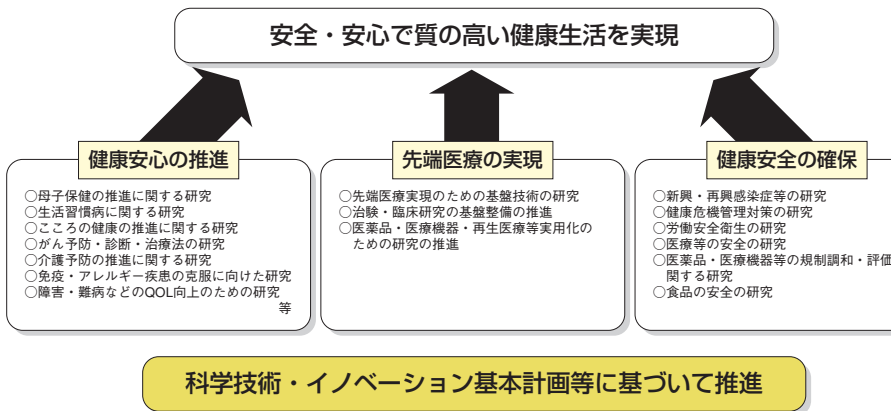 安全・安心で質の高い健康生活を実現
健康安心の推進
○母子保健の推進に関する研究
○生活習慣病に関する研究
○こころの健康の推進に関する研究
○がん予防・診断・治療法の研究
○介護予防の推進に関する研究
○免疫・アレルギー疾患の克服に向けた研究
○障害・難病などのQOL向上のための研究
等
先端医療の実現
○先端医療実現のための基盤技術の研究
○治験・臨床研究の基盤整備の推進
○医薬品・医療機器・再生医療等実用化の
ための研究の推進
健康安全の確保
○新興・再興感染症等の研究
○健康危機管理対策の研究
○労働安全衛生の研究
○医療等の安全の研究
○医薬品・医療機器等の規制調和・評価
関する研究
○食品の安全の研究
科学技術・イノベーション基本計画等に基づいて推進